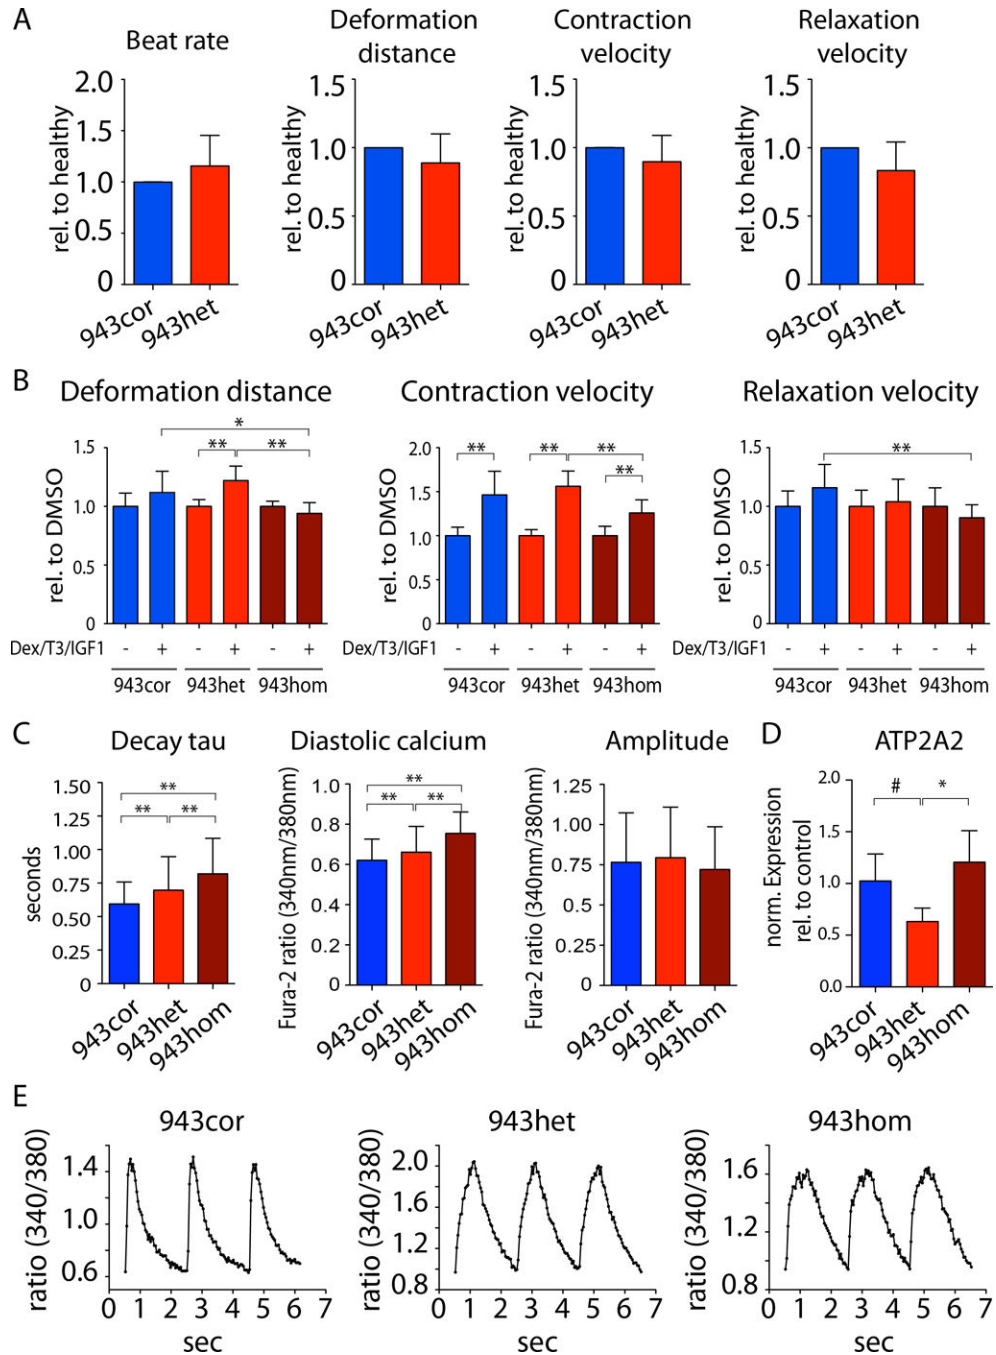 A
Beat rate
Deformation
distance
Contraction
velocity
Relaxation
velocity
rel. to healthy
2.0
1.5
1.0
0.5
0
943cor
943het
rel. to healthy
1.5
1.0
0.5
0
943cor
943het
rel. to healthy
1.5
1.0
0.5
0
943cor
943het
rel. to healthy
1.5
1.0
0.5
0
943cor
943het
B
Deformation distance
rel. to DMSO
1.5
1.0
0.5
0
*
** **
Dex/T3/IGF1 - + - + - +
943cor 943het 943hom
Contraction velocity
rel. to DMSO
2.0
1.5
1.0
0.5
0
** ** **
**
Dex/T3/IGF1 - + - + - +
943cor 943het 943hom
Relaxation velocity
rel. to DMSO
1.5
1.0
0.5
0
**
Dex/T3/IGF1 - + - + - +
943cor 943het 943hom
C
Decay tau
seconds
1.50
1.25
1.00
0.75
0.50
0.25
0
**
** **
943cor
943het
943hom
Diastolic calcium
Fura-2 ratio (340nm/380nm)
1.0
0.8
0.6
0.4
0.2
0
**
** **
943cor
943het
943hom
Amplitude
Fura-2 ratio (340nm/380nm)
1.25
1.00
0.75
0.50
0.25
0
943cor
943het
943hom
D
ATP2A2
norm. Expression
rel. to control
2.0
1.5
1.0
0.5
0.0
# *
943cor
943het
943hom
E
943cor
ratio (340/380)
1.4
1.0
0.6
0 1 2 3 4 5 6 7
sec
943het
ratio (340/380)
2.0
1.6
1.2
1.0
0.8
0 1 2 3 4 5 6 7
sec
943hom
ratio (340/380)
1.6
1.2
0.8
0 1 2 3 4 5 6 7
sec